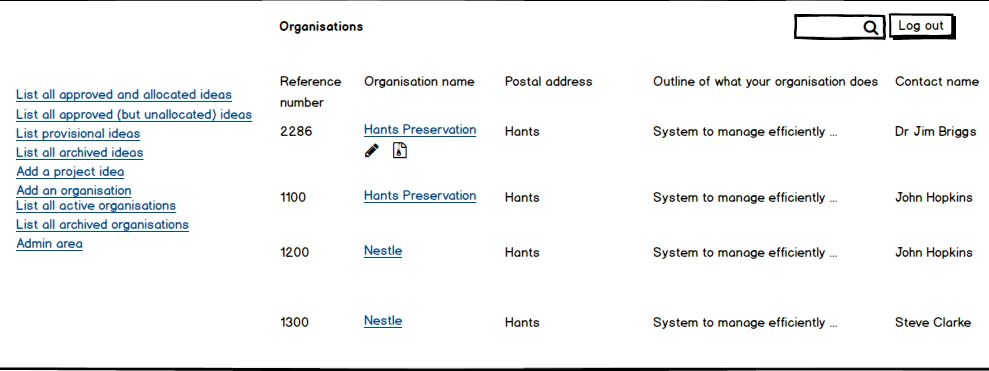 Organisations
Log out
List all approved and allocated ideas
List all approved (but unallocated) ideas
List provisional ideas
List all archived ideas
Add a project idea
Add an organisation
List all active organisations
List all archived organisations
Admin area
Reference number Organisation name Postal address Outline of what your organisation does Contact name
2286 Hants Preservation Hants System to manage efficiently ... Dr Jim Briggs
1100 Hants Preservation Hants System to manage efficiently ... John Hopkins
1200 Nestle Hants System to manage efficiently ... John Hopkins
1300 Nestle Hants System to manage efficiently ... Steve Clarke